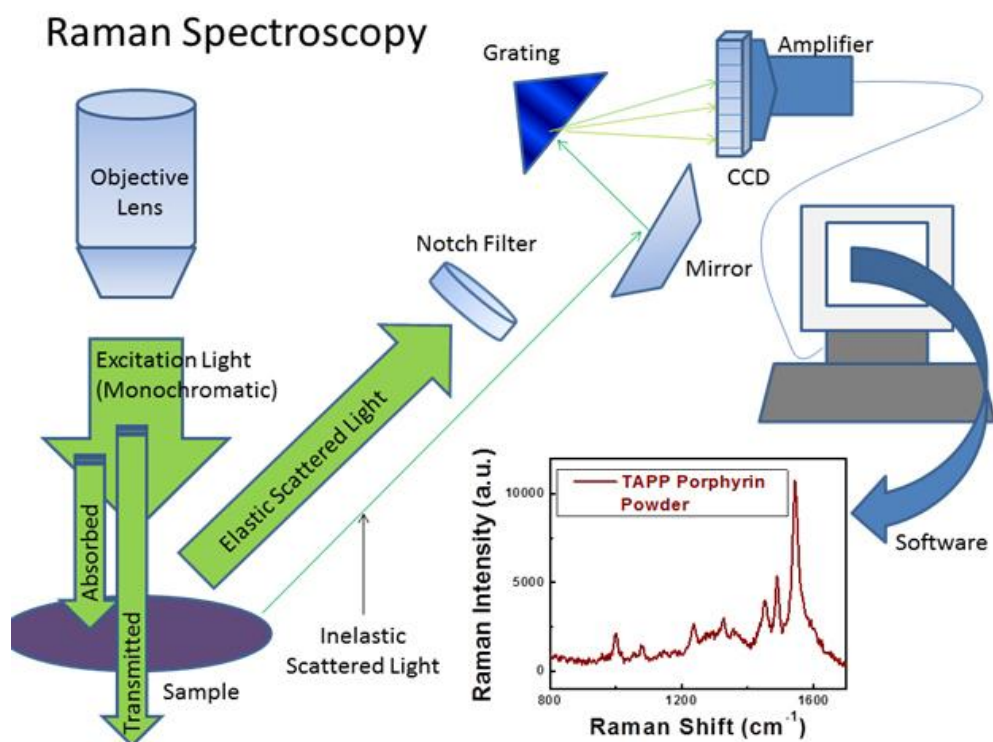 Raman Spectroscopy
Objective
Lens
Excitation Light
(Monochromatic)
Absorbed
Transmitted
Sample
Elastic Scattered Light
Inelastic
Scattered Light
Notch Filter
Mirror
Grating
CCD
Amplifier
Software
TAPP Porphyrin
Powder
Raman Intensity (a.u.)
10000
5000
0
800
1200
1600
Raman Shift (cm⁻¹)